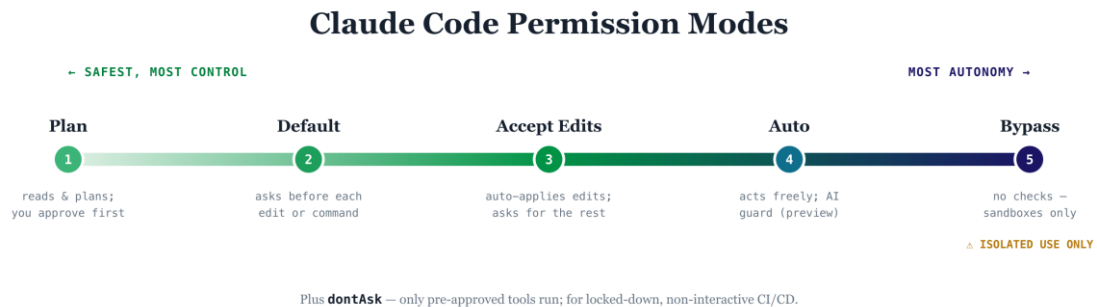 Claude Code Permission Modes
← SAFEST, MOST CONTROL
MOST AUTONOMY →
Plan
Default
Accept Edits
Auto
Bypass
1
2
3
4
5
reads & plans;
you approve first
asks before each
edit or command
auto-applies edits;
asks for the rest
acts freely; AI
guard (preview)
no checks —
sandboxes only
⚠ ISOLATED USE ONLY
Plus dontAsk — only pre-approved tools run; for locked-down, non-interactive CI/CD.